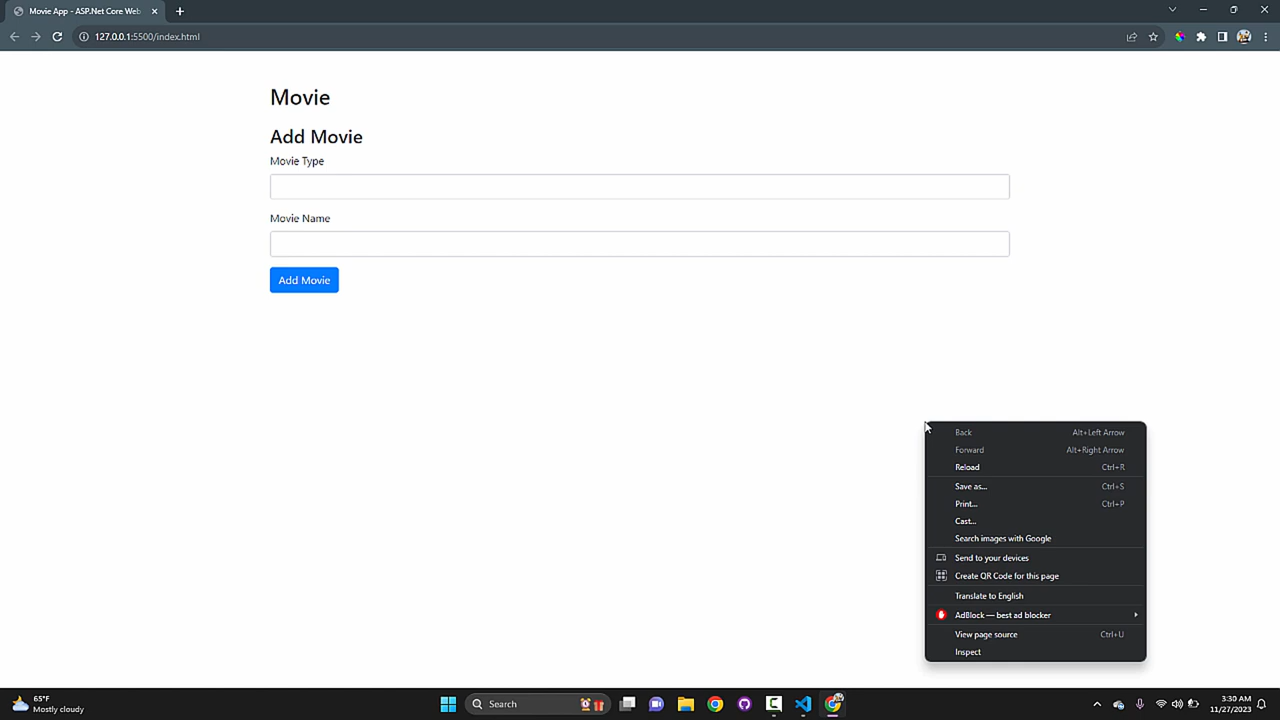 Movie App - ASP.Net Core Web
127.0.0.1:5500/index.html
Movie
Add Movie
Movie Type
Movie Name
Add Movie
Back Alt+Left Arrow
Forward Alt+Right Arrow
Reload Ctrl+R
Save as... Ctrl+S
Print... Ctrl+P
Cast...
Search images with Google
Send to your devices
Create QR Code for this page
Translate to English
AdBlock — best ad blocker
View page source Ctrl+U
Inspect
65°F
Mostly cloudy
Search
3:30 AM
11/27/2023